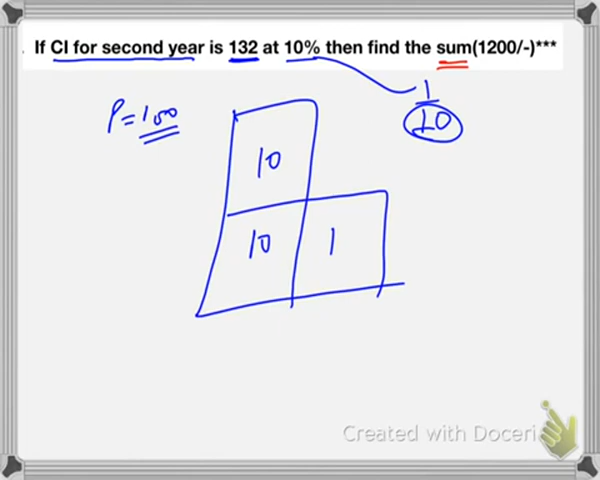 If CI for second year is 132 at 10% then find the sum(1200/-)***
1
10
P=100
10
10 1
Created with Doceri